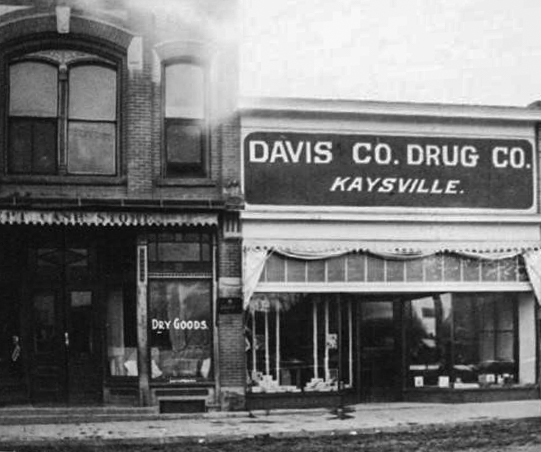 DAVIS CO. DRUG CO.
KAYSVILLE.
DRY GOODS.